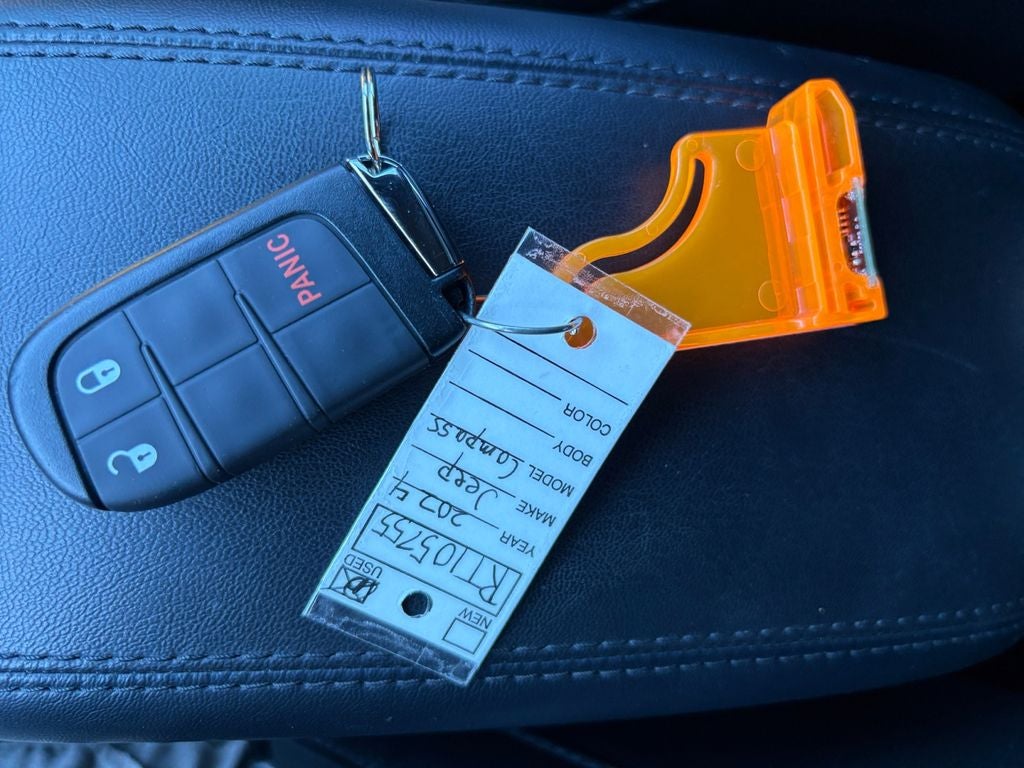 PANIC
NEW
USED
RT105755
YEAR 2024
MAKE Jeep
MODEL Compass
BODY
COLOR